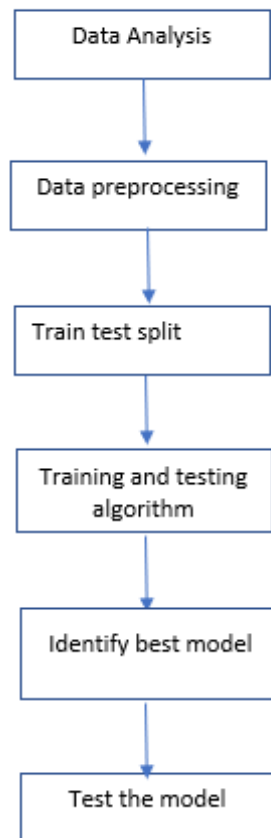 Data Analysis
Data preprocessing
Train test split
Training and testing
algorithm
Identify best model
Test the model